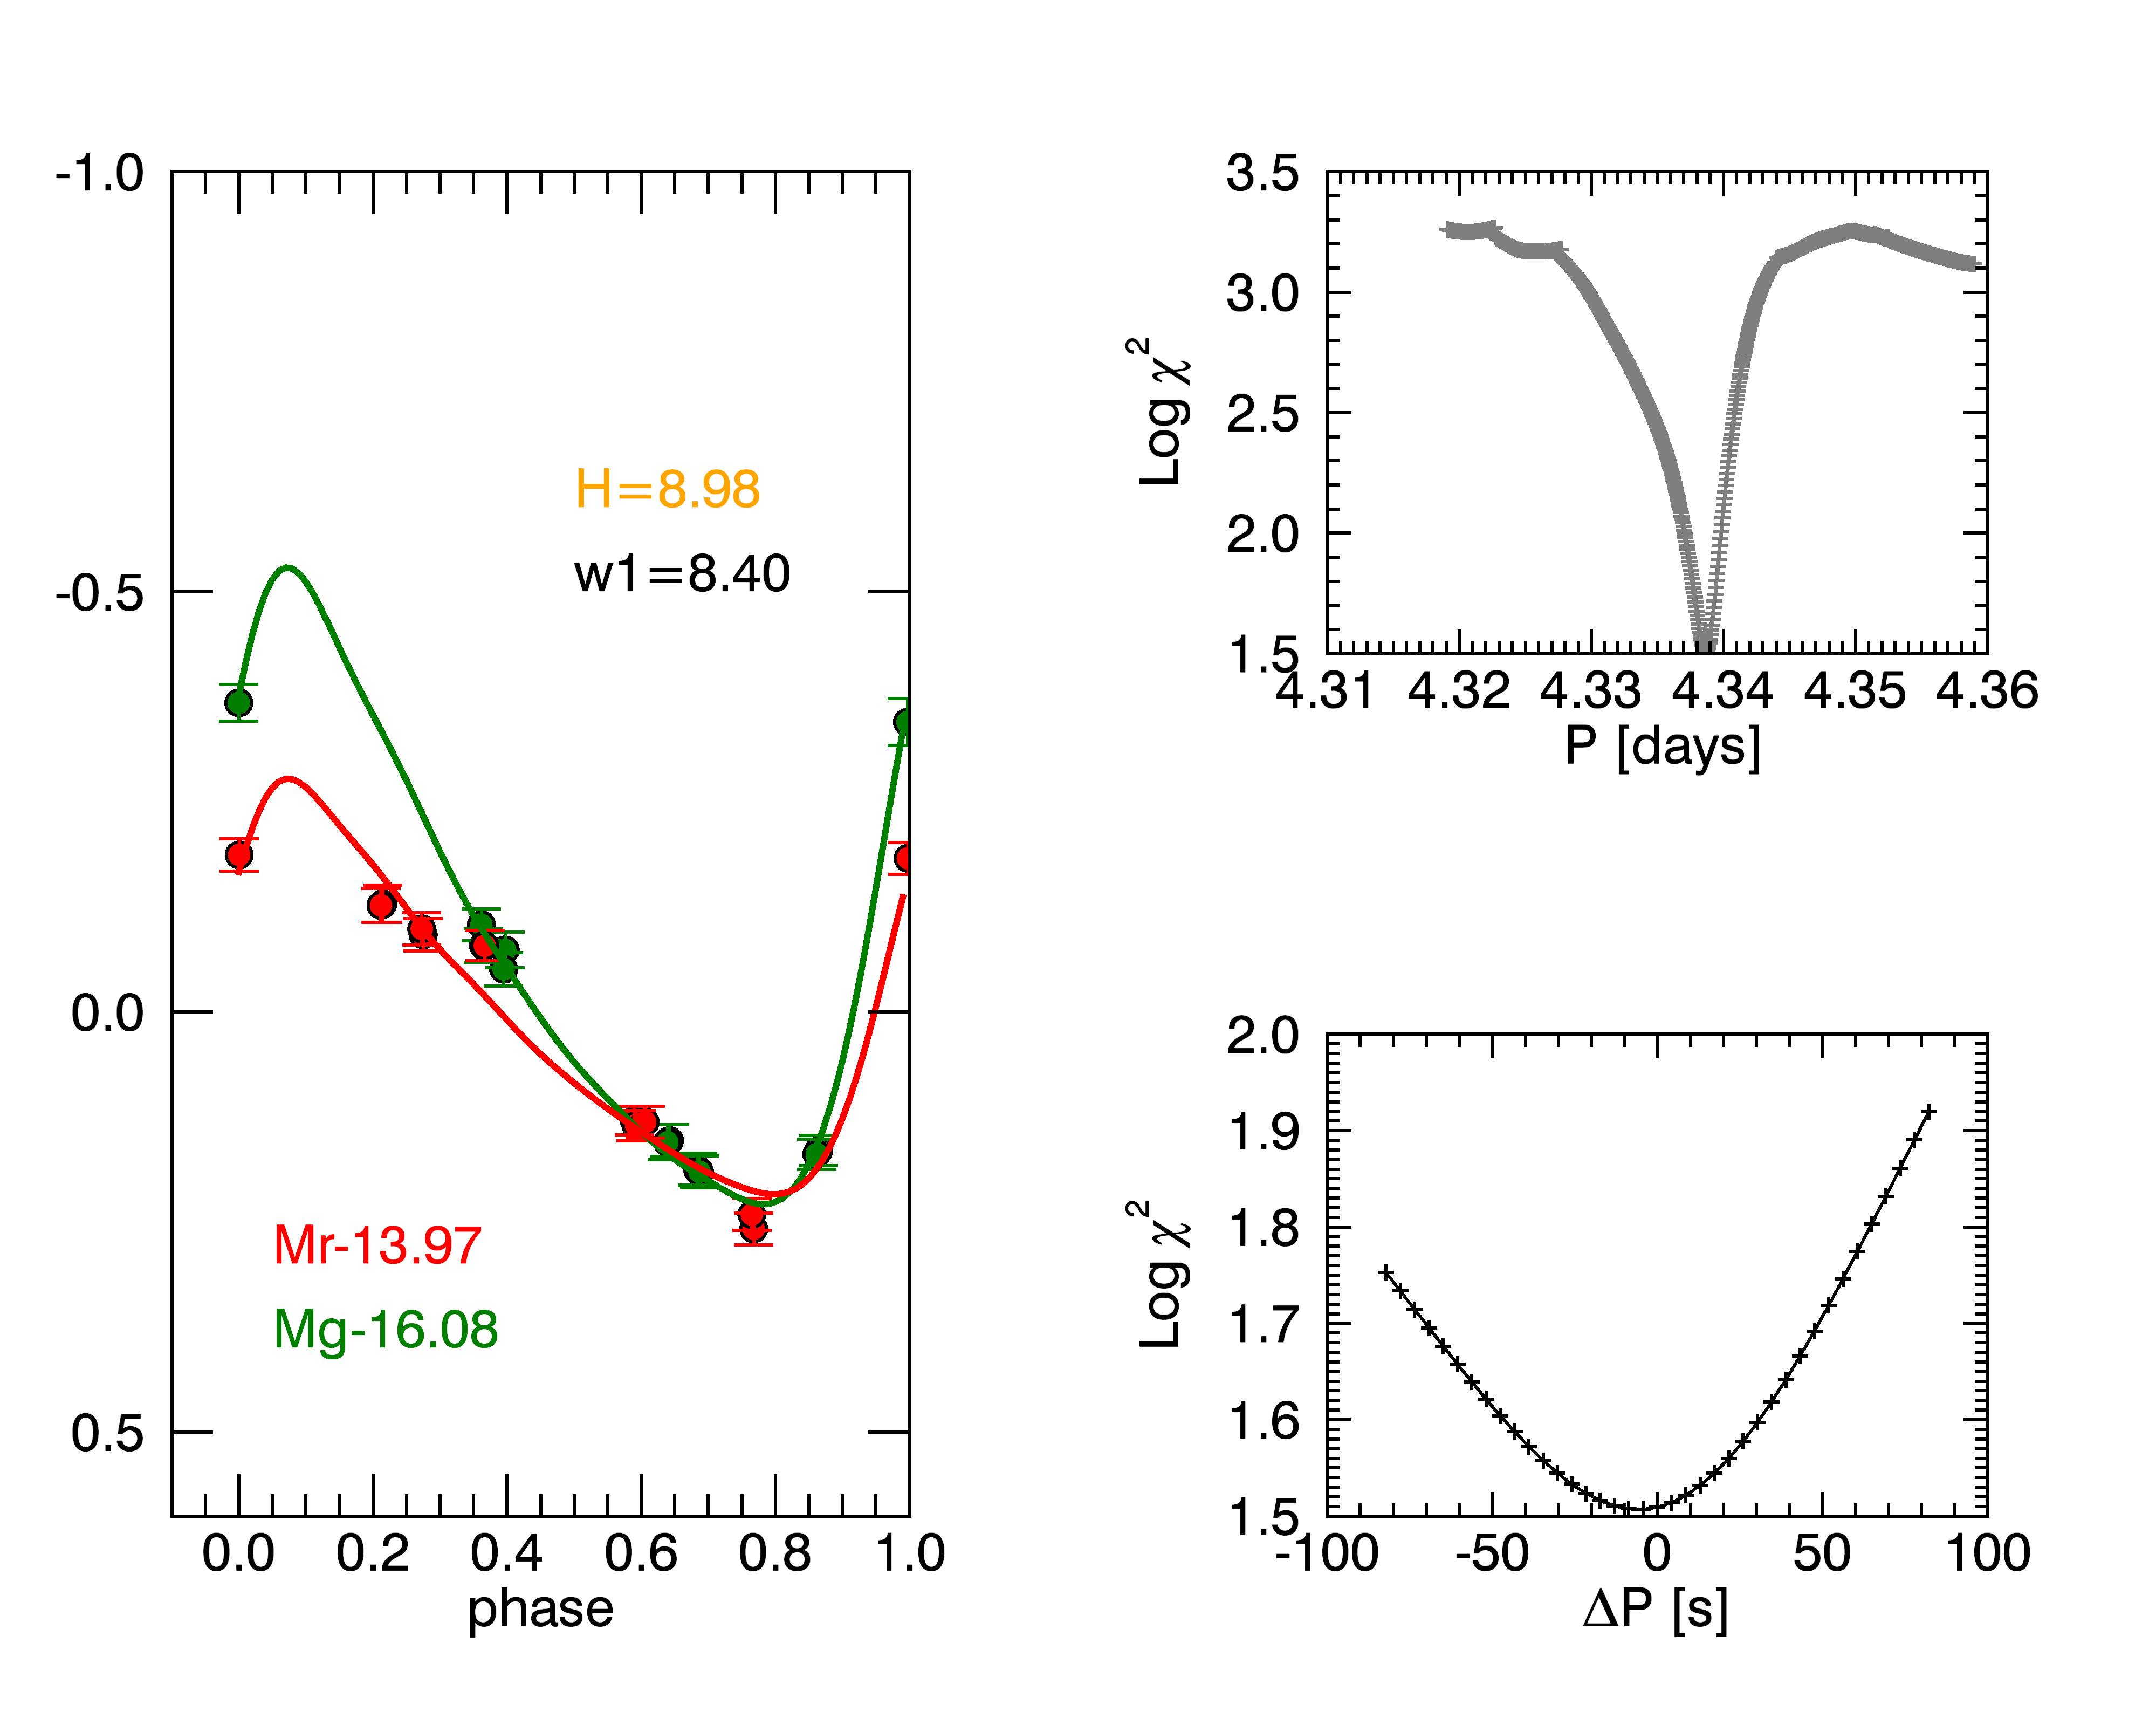 -1.0
-0.5
0.0
0.5
H=8.98
w1=8.40
Mr-13.97
Mg-16.08
0.0 0.2 0.4 0.6 0.8 1.0
phase
3.5
3.0
2.5
2.0
1.5
Log χ²
4.31 4.32 4.33 4.34 4.35 4.36
P [days]
2.0
1.9
1.8
1.7
1.6
1.5
Log χ²
-100 -50 0 50 100
ΔP [s]